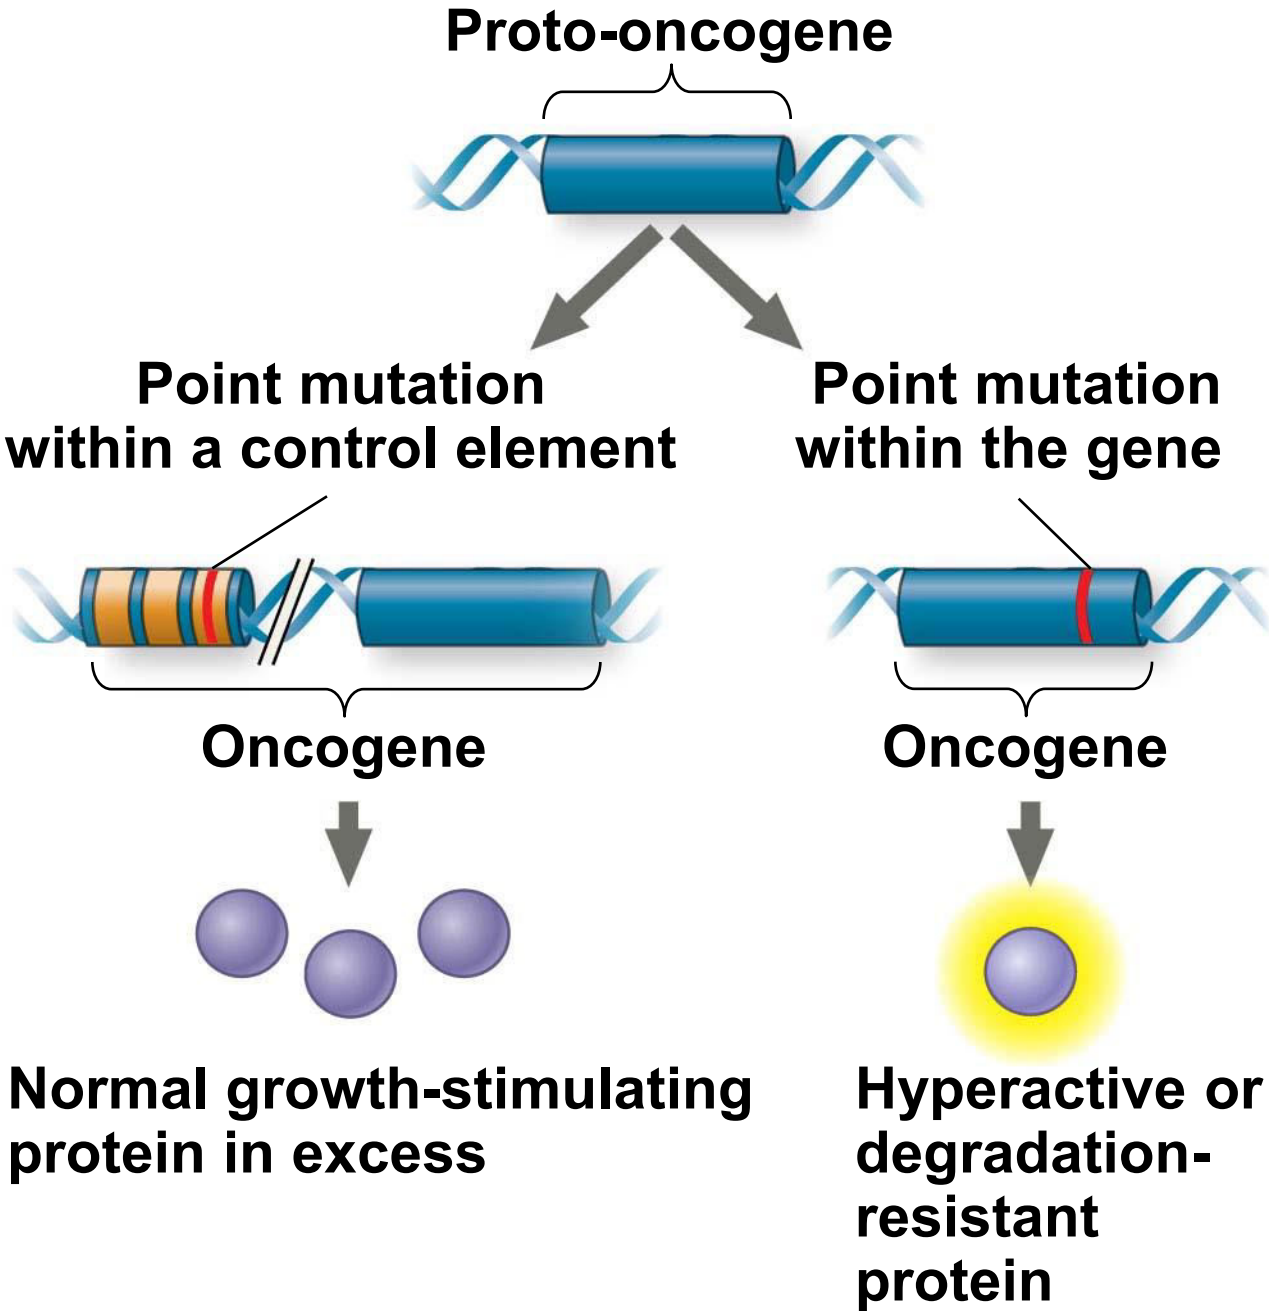 Proto-oncogene
Point mutation
within a control element
Point mutation
within the gene
Oncogene
Oncogene
Normal growth-stimulating
protein in excess
Hyperactive or
degradation-
resistant
protein